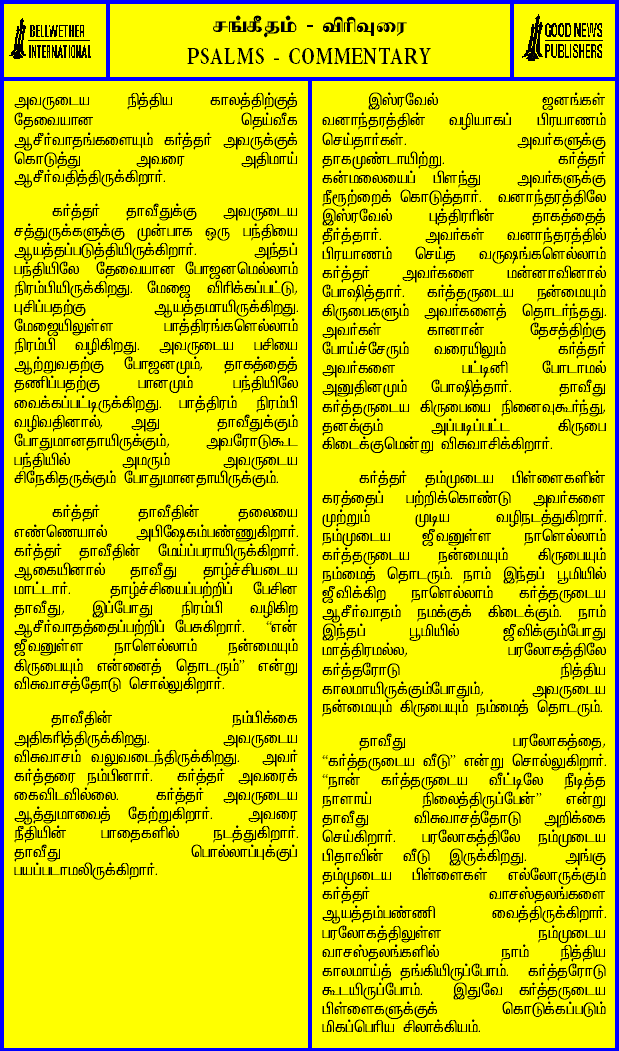 BELLWETHER
INTERNATIONAL
சங்கீதம் - விரிவுரை
PSALMS - COMMENTARY
GOOD NEWS
PUBLISHERS
அவருடைய நித்திய காலத்திற்குத்
தேவையான தெய்வீக
ஆசீர்வாதங்களையும் கர்த்தர் அவருக்குக்
கொடுத்து அவரை அதிமாய்
ஆசீர்வதித்திருக்கிறார்.
கர்த்தர் தாவீதுக்கு அவருடைய
சத்துருக்களுக்கு முன்பாக ஒரு பந்தியை
ஆயத்தப்படுத்தியிருக்கிறார். அந்தப்
பந்தியிலே தேவையான போஜனமெல்லாம்
நிரம்பியிருக்கிறது. மேஜை விரிக்கப்பட்டு,
புசிப்பதற்கு ஆயத்தமாயிருக்கிறது.
மேஜையிலுள்ள பாத்திரங்களெல்லாம்
நிரம்பி வழிகிறது. அவருடைய பசியை
ஆற்றுவதற்கு போஜனமும், தாகத்தைத்
தணிப்பதற்கு பானமும் பந்தியிலே
வைக்கப்பட்டிருக்கிறது. பாத்திரம் நிரம்பி
வழிவதினால், அது தாவீதுக்கும்
போதுமானதாயிருக்கும், அவரோடுகூட
பந்தியில் அமரும் அவருடைய
சிநேகிதருக்கும் போதுமானதாயிருக்கும்.
கர்த்தர் தாவீதின் தலையை
எண்ணெயால் அபிஷேகம்பண்ணுகிறார்.
கர்த்தர் தாவீதின் மேய்ப்பராயிருக்கிறார்.
ஆகையினால் தாவீது தாழ்ச்சியடைய
மாட்டார். தாழ்ச்சியைப்பற்றிப் பேசின
தாவீது, இப்போது நிரம்பி வழிகிற
ஆசீர்வாதத்தைப்பற்றிப் பேசுகிறார். “என்
ஜீவனுள்ள நாளெல்லாம் நன்மையும்
கிருபையும் என்னைத் தொடரும்” என்று
விசுவாசத்தோடு சொல்லுகிறார்.
தாவீதின் நம்பிக்கை
அதிகரித்திருக்கிறது. அவருடைய
விசுவாசம் வலுவடைந்திருக்கிறது. அவர்
கர்த்தரை நம்பினார். கர்த்தர் அவரைக்
கைவிடவில்லை. கர்த்தர் அவருடைய
ஆத்துமாவைத் தேற்றுகிறார். அவரை
நீதியின் பாதைகளில் நடத்துகிறார்.
தாவீது பொல்லாப்புக்குப்
பயப்படாமலிருக்கிறார்.
இஸ்ரவேல் ஜனங்கள்
வனாந்தரத்தின் வழியாகப் பிரயாணம்
செய்தார்கள். அவர்களுக்கு
தாகமுண்டாயிற்று. கர்த்தர்
கன்மலையைப் பிளந்து அவர்களுக்கு
நீரூற்றைக் கொடுத்தார். வனாந்தரத்திலே
இஸ்ரவேல் புத்திரரின் தாகத்தைத்
தீர்த்தார். அவர்கள் வனாந்தரத்தில்
பிரயாணம் செய்த வருஷங்களெல்லாம்
கர்த்தர் அவர்களை மன்னாவினால்
போஷித்தார். கர்த்தருடைய நன்மையும்
கிருபைகளும் அவர்களைத் தொடர்ந்தது.
அவர்கள் கானான் தேசத்திற்கு
போய்ச்சேரும் வரையிலும் கர்த்தர்
அவர்களை பட்டினி போடாமல்
அனுதினமும் போஷித்தார். தாவீது
கர்த்தருடைய கிருபையை நினைவுகூர்ந்து,
தனக்கும் அப்படிப்பட்ட கிருபை
கிடைக்குமென்று விசுவாசிக்கிறார்.
கர்த்தர் தம்முடைய பிள்ளைகளின்
கரத்தைப் பற்றிக்கொண்டு அவர்களை
முற்றும் முடிய வழிநடத்துகிறார்.
நம்முடைய ஜீவனுள்ள நாளெல்லாம்
கர்த்தருடைய நன்மையும் கிருபையும்
நம்மைத் தொடரும். நாம் இந்தப் பூமியில்
ஜீவிக்கிற நாளெல்லாம் கர்த்தருடைய
ஆசீர்வாதம் நமக்குக் கிடைக்கும். நாம்
இந்தப் பூமியில் ஜீவிக்கும்போது
மாத்திரமல்ல, பரலோகத்திலே
கர்த்தரோடு நித்திய
காலமாயிருக்கும்போதும், அவருடைய
நன்மையும் கிருபையும் நம்மைத் தொடரும்.
தாவீது பரலோகத்தை,
“கர்த்தருடைய வீடு” என்று சொல்லுகிறார்.
“நான் கர்த்தருடைய வீட்டிலே நீடித்த
நாளாய் நிலைத்திருப்பேன்” என்று
தாவீது விசுவாசத்தோடு அறிக்கை
செய்கிறார். பரலோகத்திலே நம்முடைய
பிதாவின் வீடு இருக்கிறது. அங்கு
தம்முடைய பிள்ளைகள் எல்லோருக்கும்
கர்த்தர் வாசஸ்தலங்களை
ஆயத்தம்பண்ணி வைத்திருக்கிறார்.
பரலோகத்திலுள்ள நம்முடைய
வாசஸ்தலங்களில் நாம் நித்திய
காலமாய்த் தங்கியிருப்போம். கர்த்தரோடு
கூடயிருப்போம். இதுவே கர்த்தருடைய
பிள்ளைகளுக்குக் கொடுக்கப்படும்
மிகப்பெரிய சிலாக்கியம்.